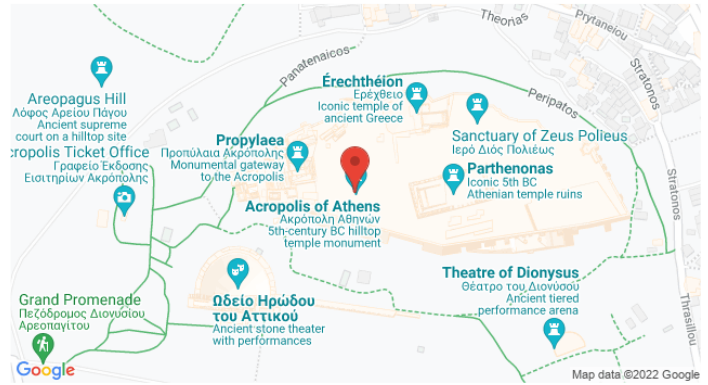 Theorias
Prytaneiou
Panatenaicos
Stratonos
Érechthéion
Ερέχθειο
Iconic temple of
ancient Greece
Peripatos
Areopagus Hill
Λόφος Αρείου Πάγου
Ancient supreme
court on a hilltop site
Sanctuary of Zeus Polieus
Ιερό Διός Πολιέως
Propylaea
Προπύλαια Ακρόπολης
Monumental gateway
to the Acropolis
cropolis Ticket Office
Γραφείο Έκδοσης
Εισιτηρίων Ακρόπολης
Parthenonas
Iconic 5th BC
Athenian temple ruins
Stratonos
Acropolis of Athens
Ακρόπολη Αθηνών
5th-century BC hilltop
temple monument
Theatre of Dionysus
Θέατρο του Διονύσου
Ancient tiered
performance arena
Thrasillou
Grand Promenade
Πεζόδρομος Διονυσίου
Αρεοπαγίτου
Ωδείο Ηρώδου
του Αττικού
Ancient stone theater
with performances
Google
Map data ©2022 Google